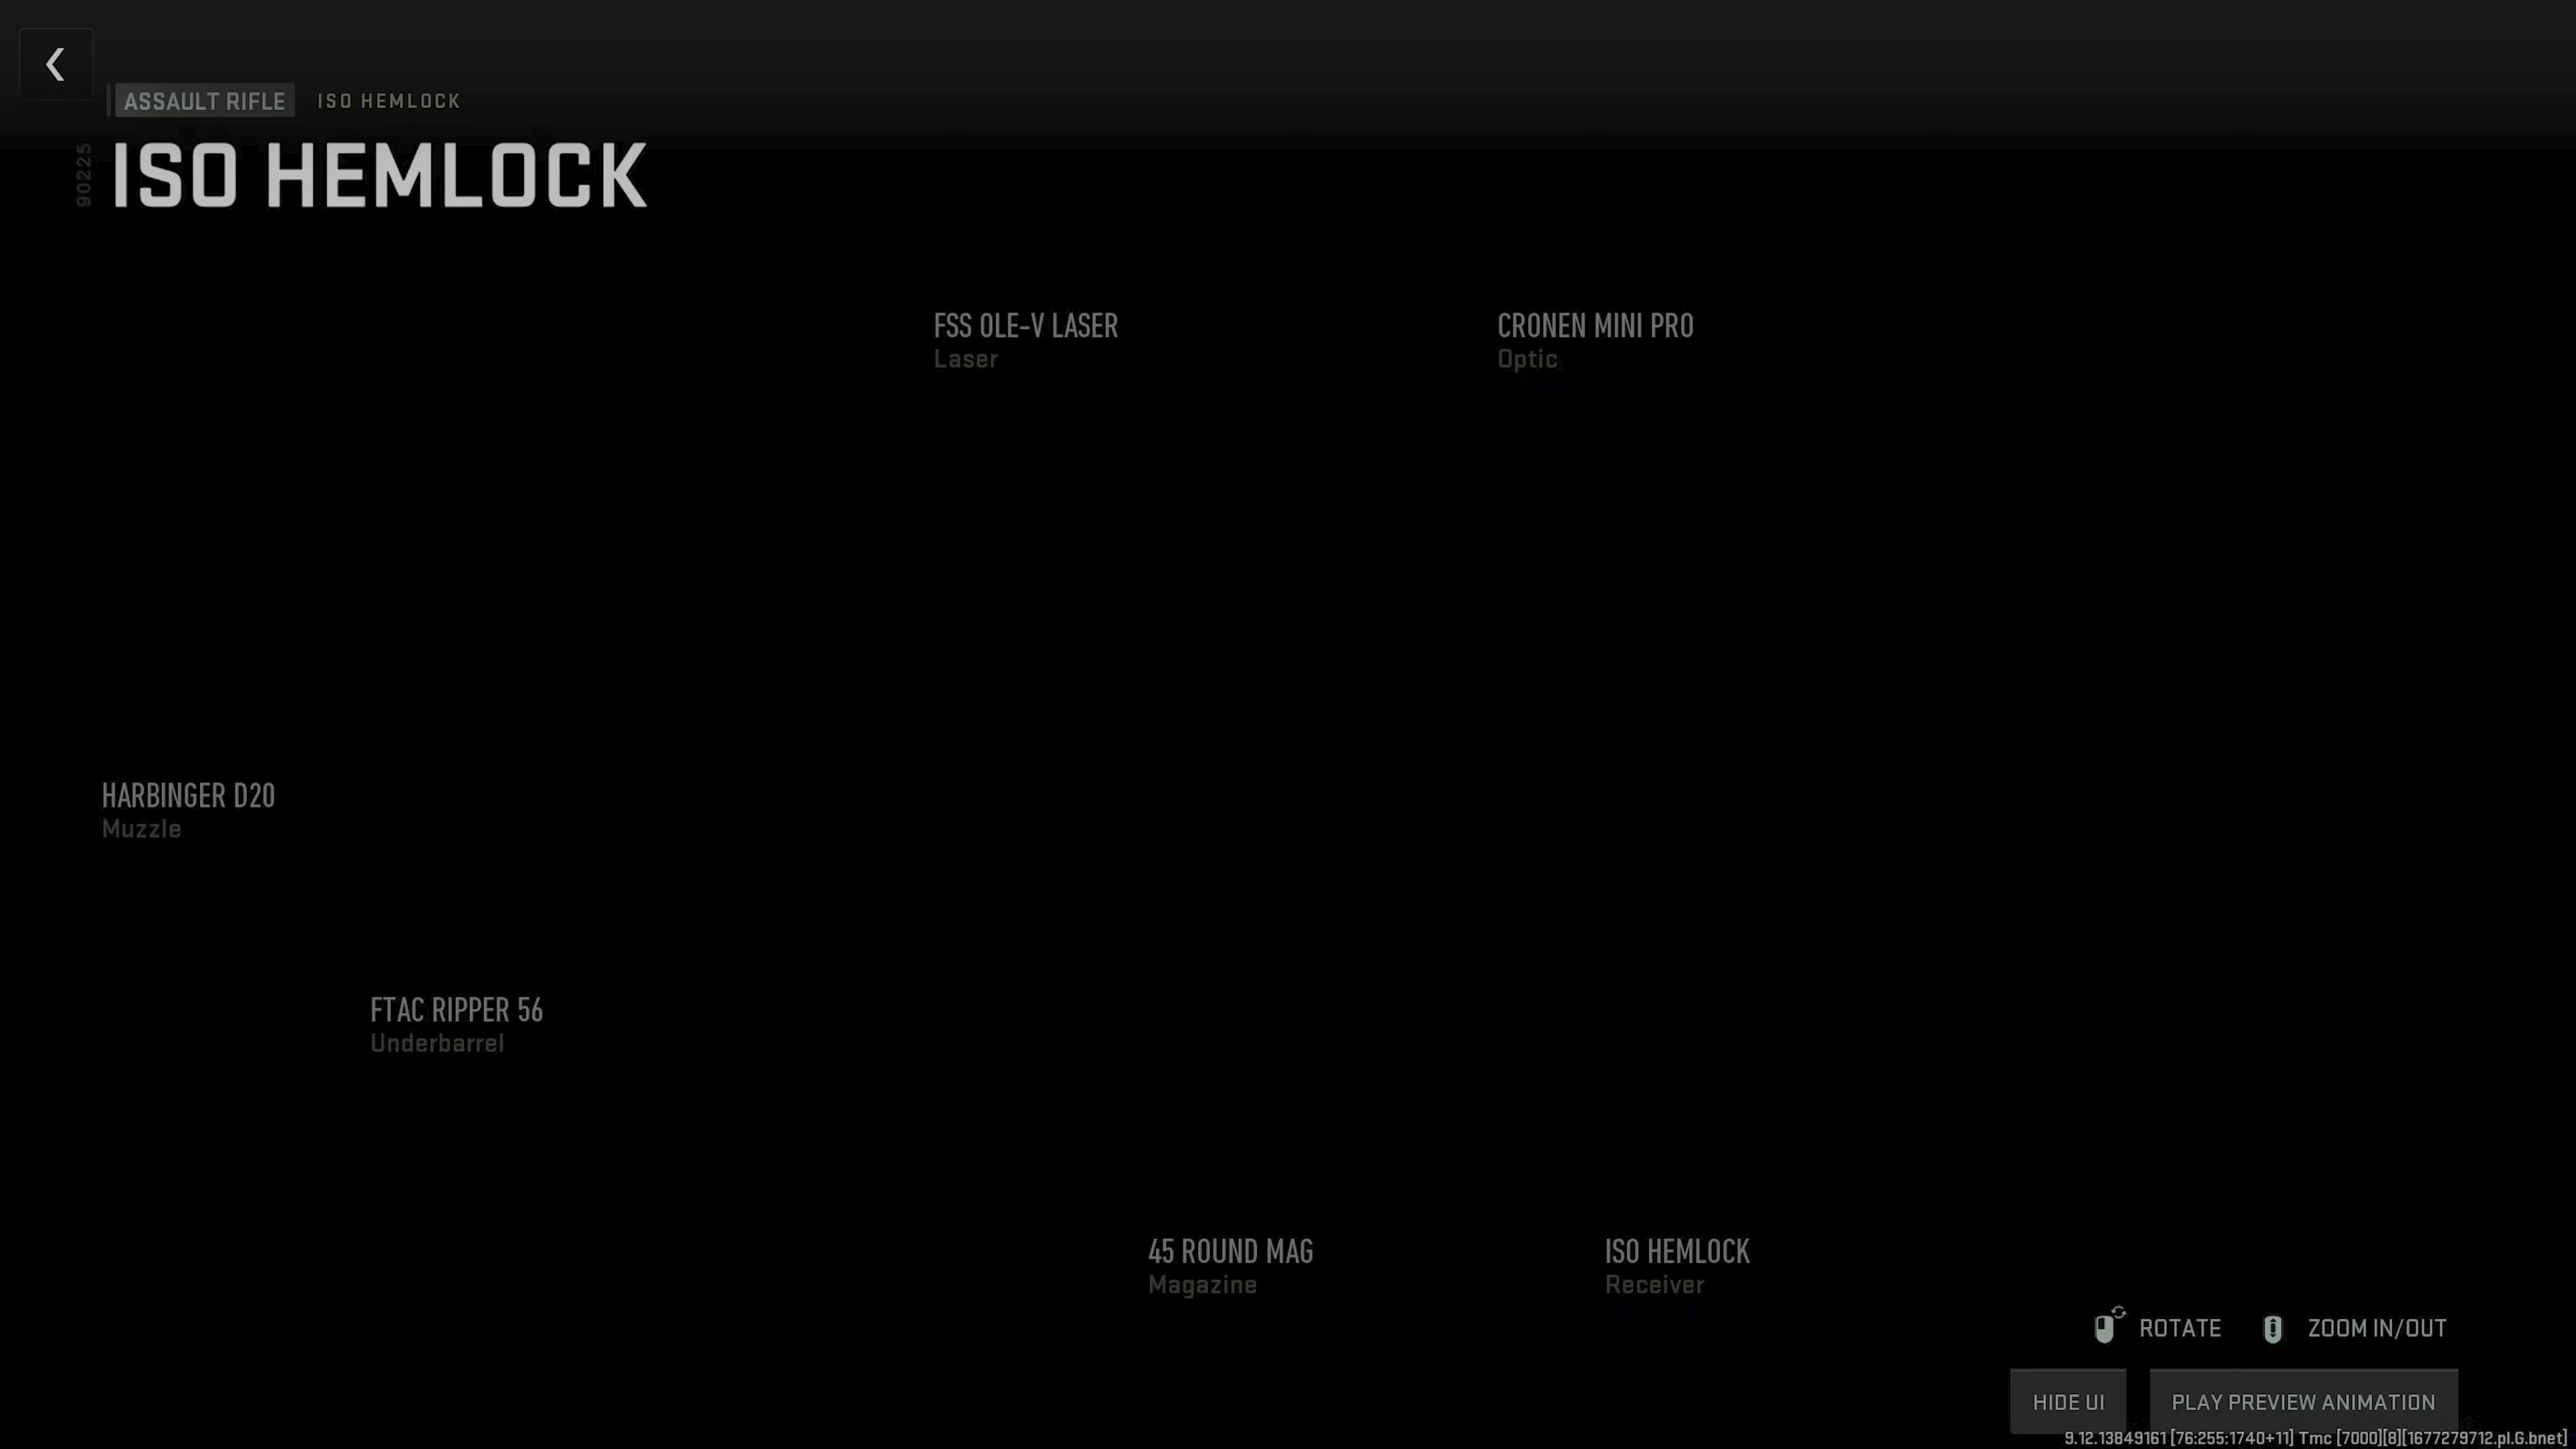 ASSAULT RIFLE ISO HEMLOCK
90225
ISO HEMLOCK
FSS OLE-V LASER
Laser
CRONEN MINI PRO
Optic
HARBINGER D20
Muzzle
FTAC RIPPER 56
Underbarrel
45 ROUND MAG
Magazine
ISO HEMLOCK
Receiver
ROTATE
ZOOM IN/OUT
HIDE UI
PLAY PREVIEW ANIMATION
9.12.13849161 [76:255:1740+11] Tmc [7000][8][1677279712.pl.G.bnet]